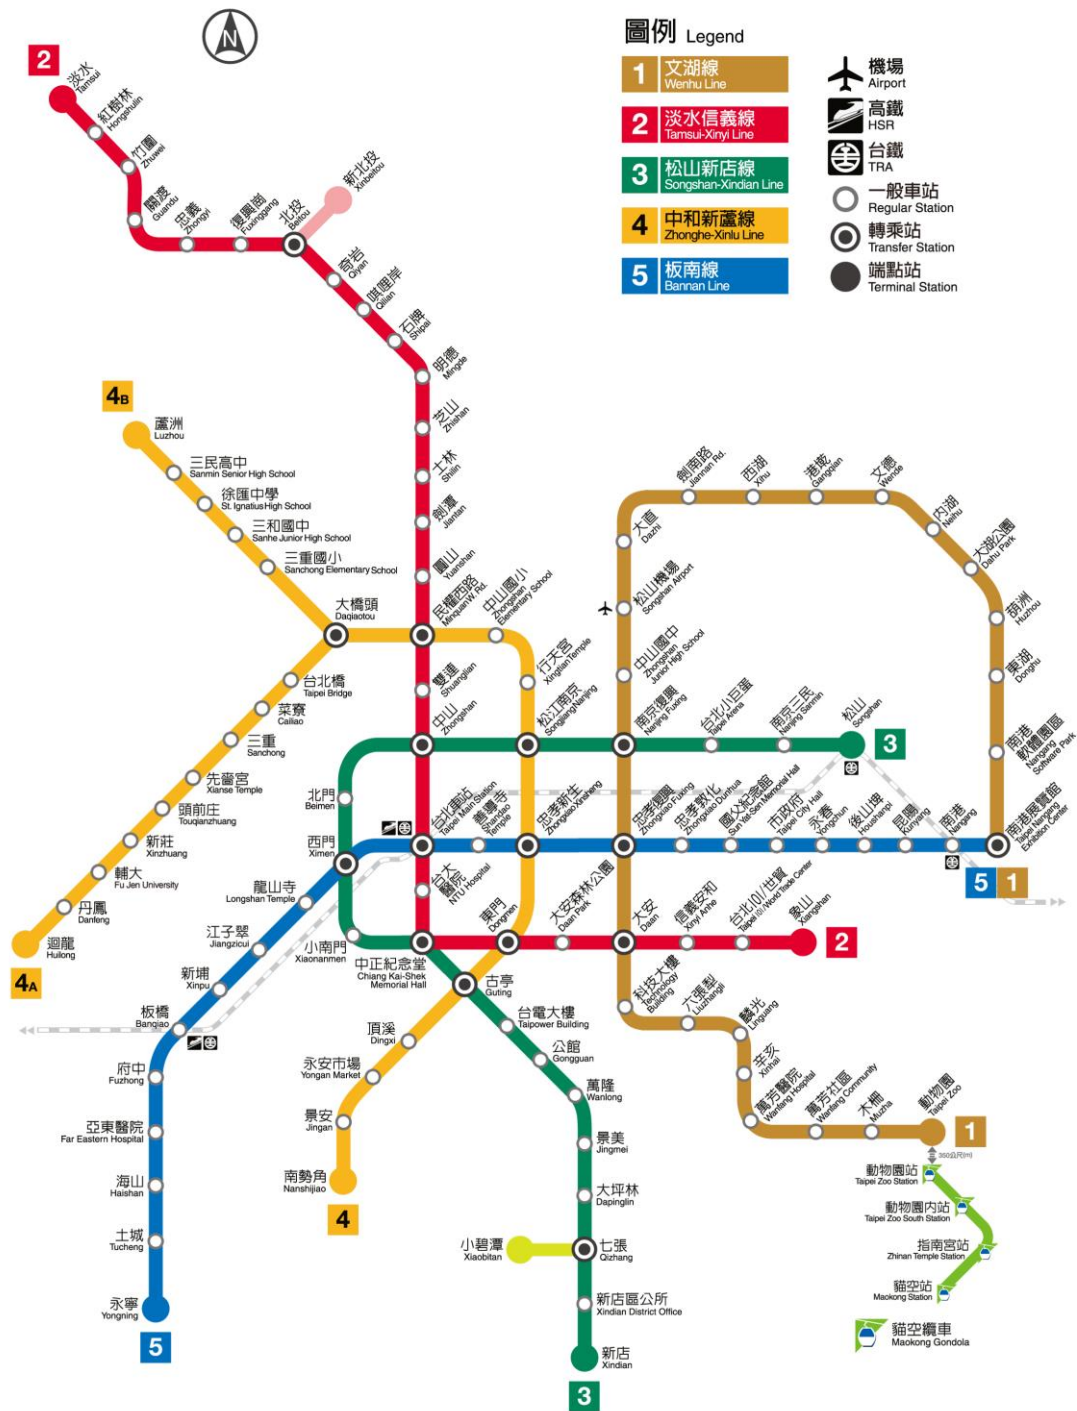 N
圖例 Legend
1 文湖線
Wenhu Line
2 淡水信義線
Tamsui-Xinyi Line
3 松山新店線
Songshan-Xindian Line
4 中和新蘆線
Zhonghe-Xinlu Line
5 板南線
Bannan Line
機場
Airport
高鐵
HSR
台鐵
TRA
一般車站
Regular Station
轉乘站
Transfer Station
端點站
Terminal Station
2
淡水
Tamsui
紅樹林
Hongshulin
竹圍
Zhuwei
關渡
Guandu
忠義
Zhongyi
復興崗
Fuxinggang
北投
Beitou
新北投
Xinbeitou
奇岩
Qiyan
唭哩岸
Qilian
石牌
Shipai
明德
Mingde
芝山
Zhishan
士林
Shilin
劍潭
Jiantan
圓山
Yuanshan
民權西路
Minquan W. Rd.
雙連
Shuanglian
中山
Zhongshan
台北車站
Taipei Main Station
台大
醫院
NTU Hospital
中正紀念堂
Chiang Kai-Shek
Memorial Hall
東門
Dongmen
大安森林公園
Daan Park
大安
Daan
信義安和
Xinyi Anhe
台北101/世貿
Taipei 101/World Trade Center
象山
Xiangshan
2
4B
蘆洲
Luzhou
三民高中
Sanmin Senior High School
徐匯中學
St. Ignatius High School
三和國中
Sanhe Junior High School
三重國小
Sanchong Elementary School
大橋頭
Daqiaotou
台北橋
Taipei Bridge
菜寮
Cailiao
三重
Sanchong
先嗇宮
Xianse Temple
頭前庄
Touqianzhuang
新莊
Xinzhuang
輔大
Fu Jen University
丹鳳
Danfeng
迴龍
Huilong
4A
中山國小
Zhongshan
Elementary School
行天宮
Xingtian Temple
松江南京
Songjiang Nanjing
忠孝新生
Zhongxiao Xinsheng
古亭
Guting
頂溪
Dingxi
永安市場
Yongan Market
景安
Jingan
南勢角
Nanshijiao
4
松山
Songshan
3
南京三民
Nanjing Sanmin
台北小巨蛋
Taipei Arena
南京復興
Nanjing Fuxing
北門
Beimen
西門
Ximen
小南門
Xiaonanmen
台電大樓
Taipower Building
公館
Gongguan
萬隆
Wanlong
景美
Jingmei
大坪林
Dapinglin
七張
Qizhang
小碧潭
Xiaobitan
新店區公所
Xindian District Office
新店
Xindian
3
劍南路
Jiannan Rd.
西湖
Xihu
港墘
Gangqian
文德
Wende
內湖
Neihu
大湖公園
Dahu Park
葫洲
Huzhou
東湖
Donghu
南港
軟體園區
Nangang
Software Park
南港展覽館
Taipei Nangang
Exhibition Center
5 1
大直
Dazhi
松山機場
Songshan Airport
中山國中
Zhongshan
Junior High School
忠孝復興
Zhongxiao Fuxing
科技大樓
Technology
Building
六張犁
Liuzhangli
麟光
Linguang
辛亥
Xinhai
萬芳醫院
Wanfang Hospital
萬芳社區
Wanfang Community
木柵
Muzha
動物園
Taipei Zoo
1
善導寺
Shandao
Temple
忠孝敦化
Zhongxiao Dunhua
國父紀念館
Sun Yat-Sen Memorial Hall
市政府
Taipei City Hall
永春
Yongchun
後山埤
Houshanpi
昆陽
Kunyang
南港
Nangang
龍山寺
Longshan Temple
江子翠
Jiangzicui
新埔
Xinpu
板橋
Banqiao
府中
Fuzhong
亞東醫院
Far Eastern Hospital
海山
Haishan
土城
Tucheng
永寧
Yongning
5
350公尺(m)
動物園站
Taipei Zoo Station
動物園內站
Taipei Zoo South Station
指南宮站
Zhinan Temple Station
貓空站
Maokong Station
貓空纜車
Maokong Gondola